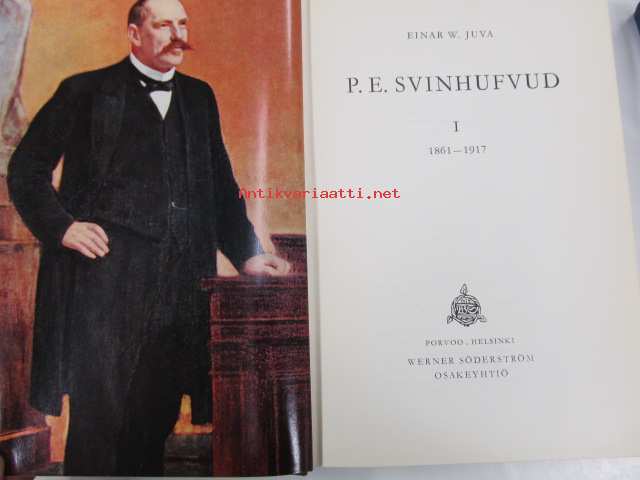 EINAR W. JUVA
P. E. SVINHUFVUD
I
1861—1917
Antikvariaatti.net
PORVOO · HELSINKI
WERNER SÖDERSTRÖM
OSAKEYHTIÖ